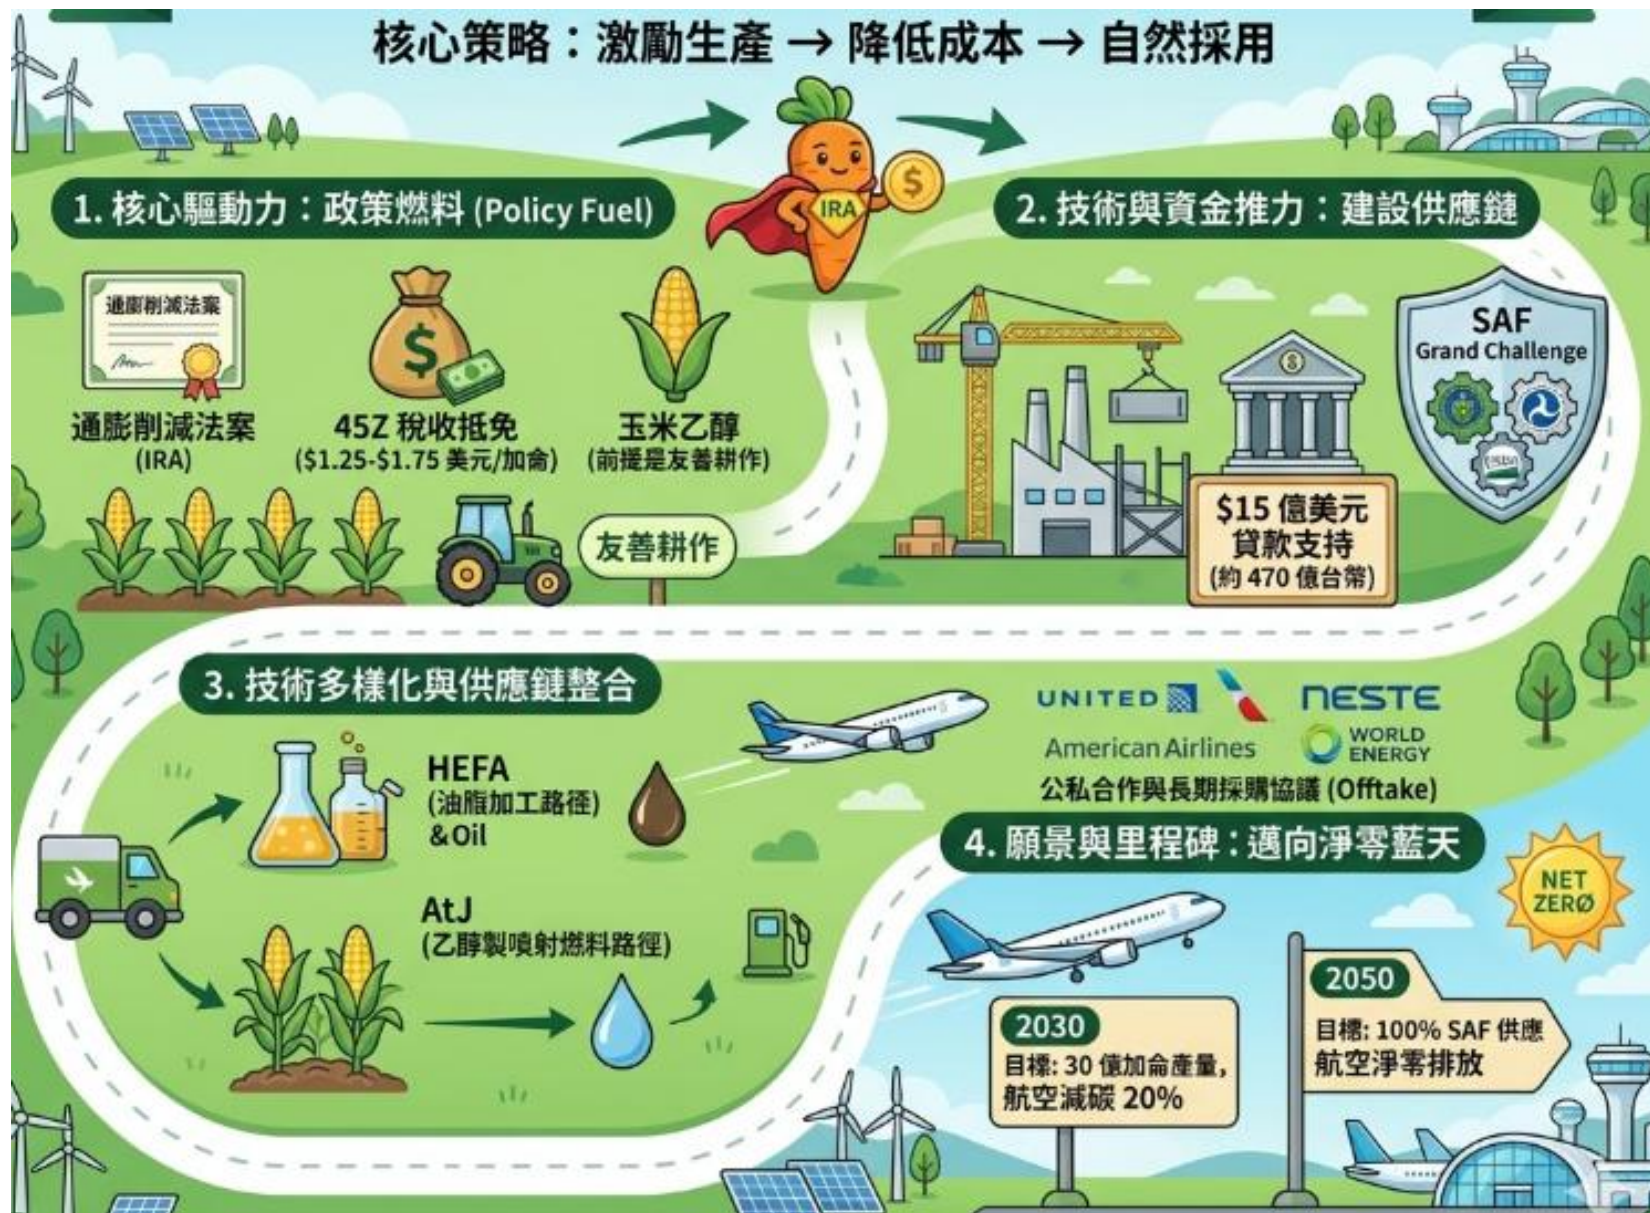 核心策略：激勵生產 → 降低成本 → 自然採用
IRA
$
1. 核心驅動力：政策燃料 (Policy Fuel)
通膨削減法案
通膨削減法案
(IRA)
$
45Z 稅收抵免
($1.25-$1.75 美元/加侖)
玉米乙醇
(前提是友善耕作)
友善耕作
2. 技術與資金推力：建設供應鏈
$
$15 億美元
貸款支持
(約 470 億台幣)
SAF
Grand Challenge
3. 技術多樣化與供應鏈整合
HEFA
(油脂加工路徑)
&Oil
AtJ
(乙醇製噴射燃料路徑)
UNITED
NESTE
American Airlines
WORLD
ENERGY
公私合作與長期採購協議 (Offtake)
4. 願景與里程碑：邁向淨零藍天
NET
ZERØ
2030
目標: 30 億加侖產量，
航空減碳 20%
2050
目標: 100% SAF 供應
航空淨零排放